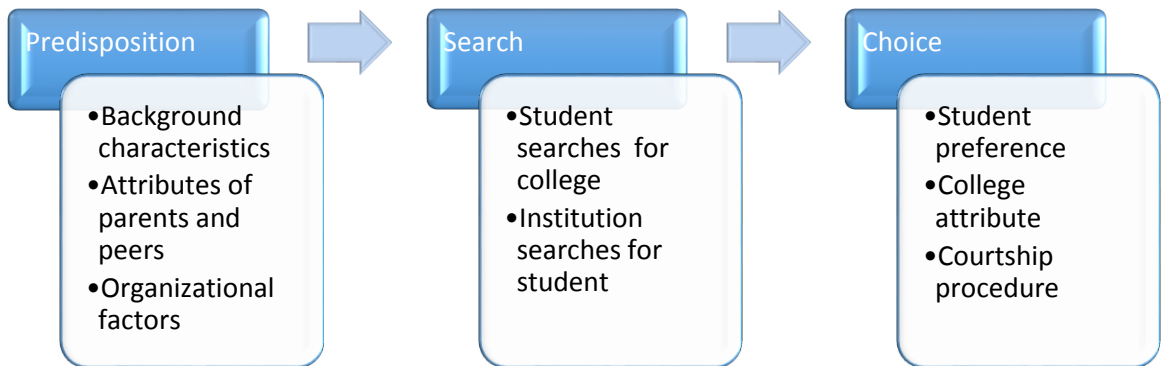 Predisposition
•Background
characteristics
•Attributes of
parents and
peers
•Organizational
factors
Search
•Student
searches for
college
•Institution
searches for
student
Choice
•Student
preference
•College
attribute
•Courtship
procedure